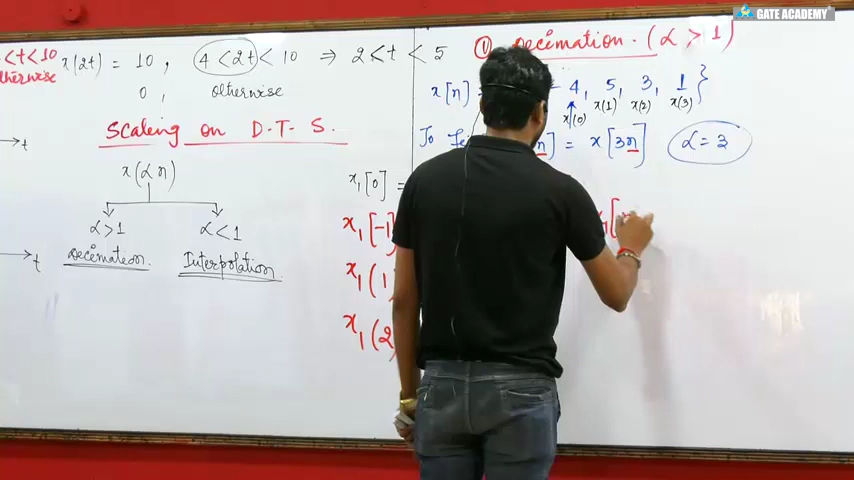 GATE ACADEMY
< t < 10
otherwise
x(2t) = 10 , 4 < 2t < 10 ⇒ 2 < t < 5
0 , otherwise
Scaling on D.T.S.
x(αn)
α>1 α<1
Decimation. Interpolation.
→t
→t
① Decimation. (α > 1)
x[n] = 4, 5, 3, 1}
x(0) x(1) x(2) x(3)
To n] = x[3n] α = 3
x₁[0] =
x₁[-1]
x₁(1)
x₁(2)